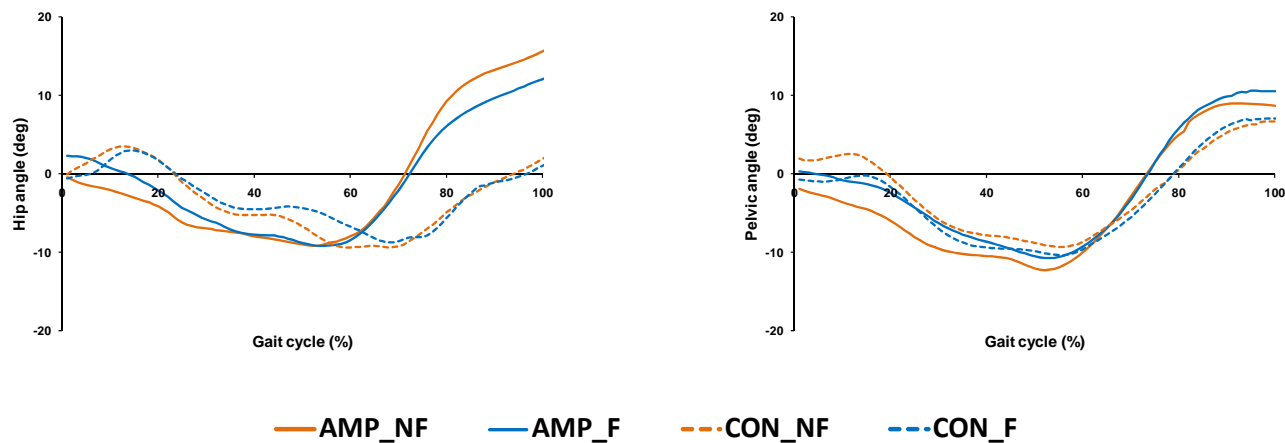 20
10
0
-10
-20
0 20 40 60 80 100
Hip angle (deg)
Gait cycle (%)
20
10
0
-10
-20
0 20 40 60 80 100
Pelvic angle (deg)
Gait cycle (%)
AMP_NF AMP_F CON_NF CON_F